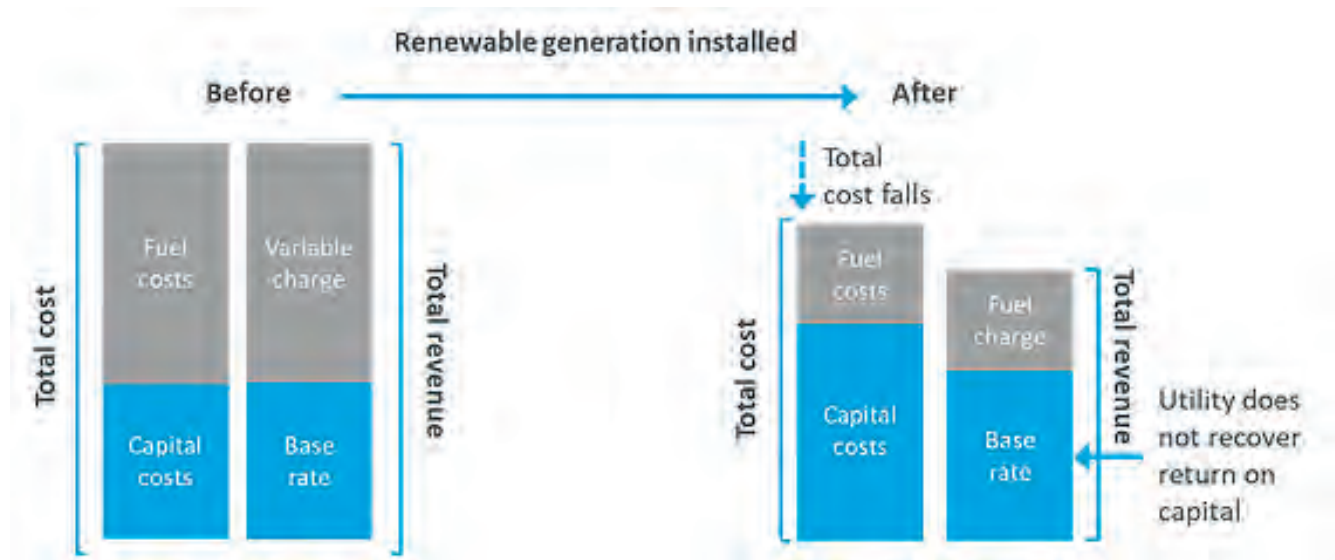 Renewable generation installed
Before
After
Total cost
Fuel
costs
Capital
costs
Variable
charge
Base
rate
Total revenue
Total
cost falls
Total cost
Fuel
costs
Capital
costs
Fuel
charge
Base
rate
Total revenue
Utility does
not recover
return on
capital